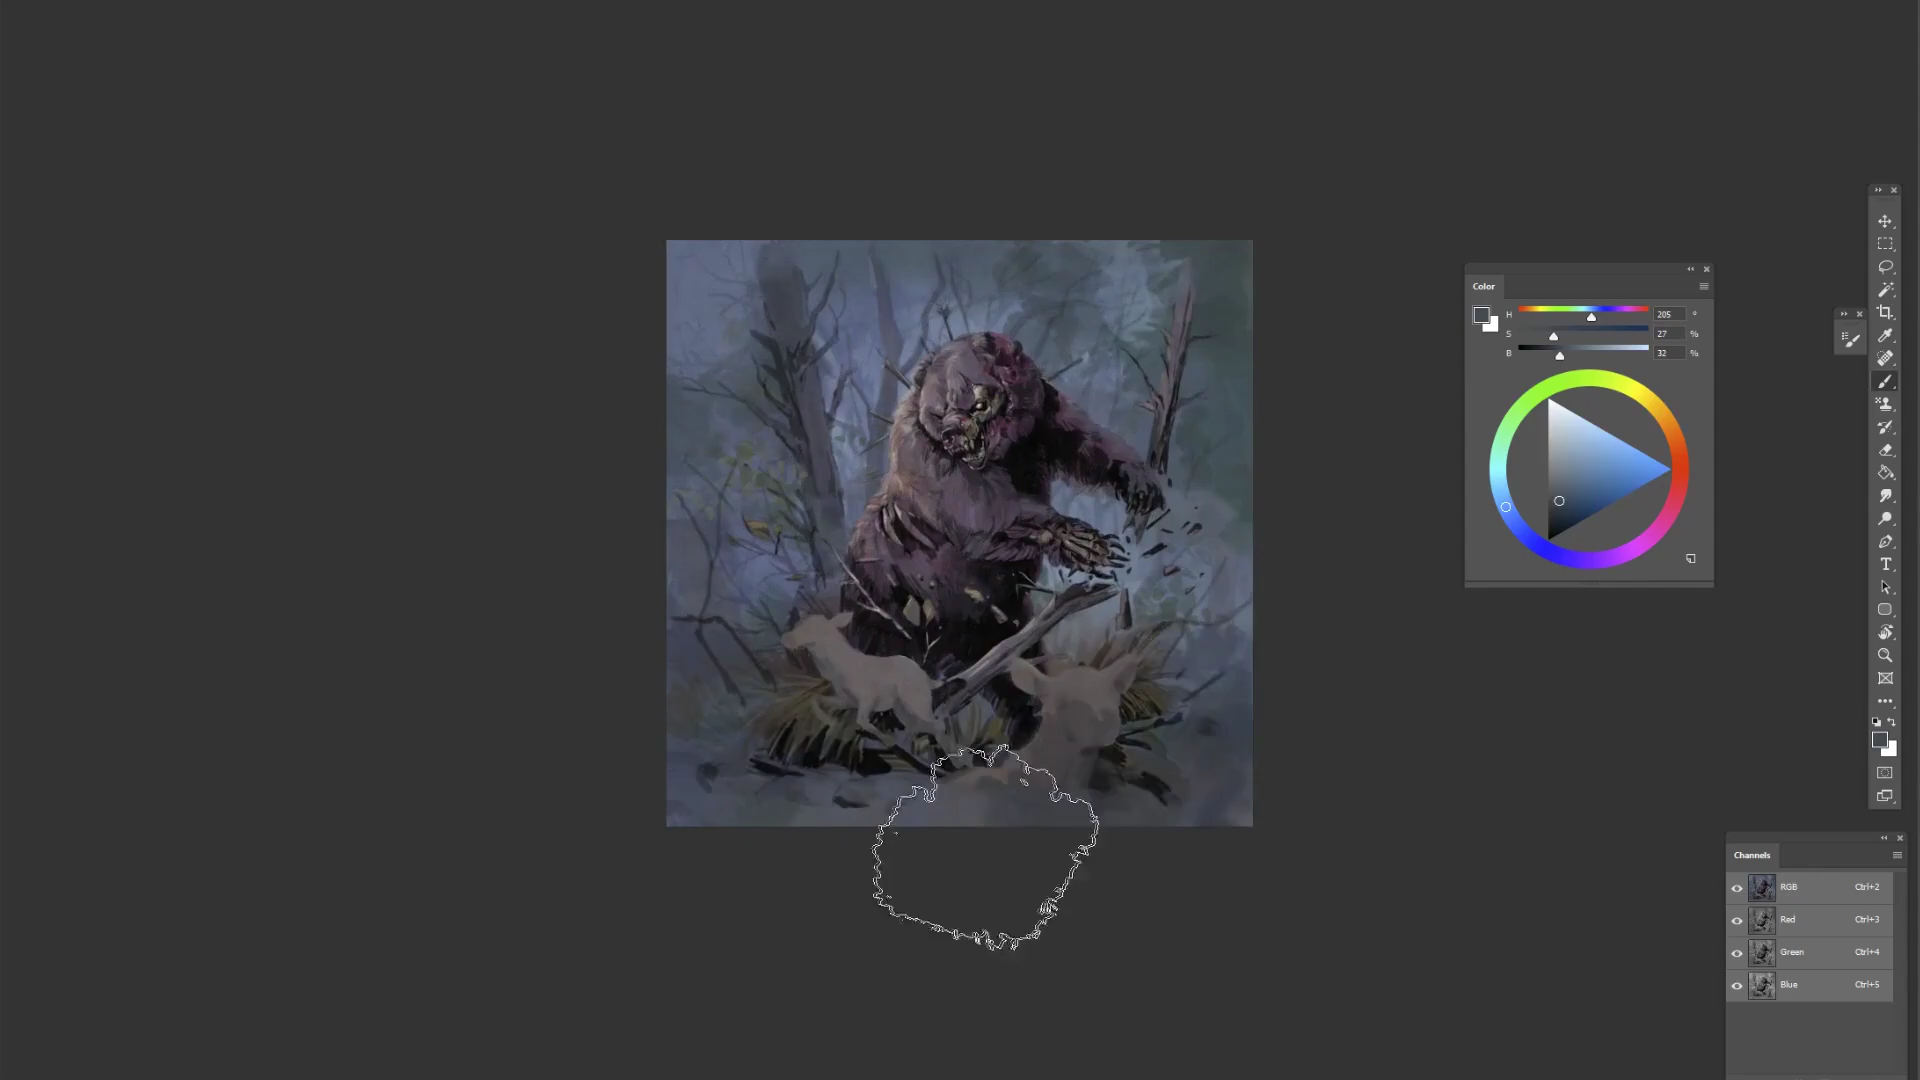 Color
H 205 °
S 27 %
B 32 %
Channels
RGB Ctrl+2
Red Ctrl+3
Green Ctrl+4
Blue Ctrl+5